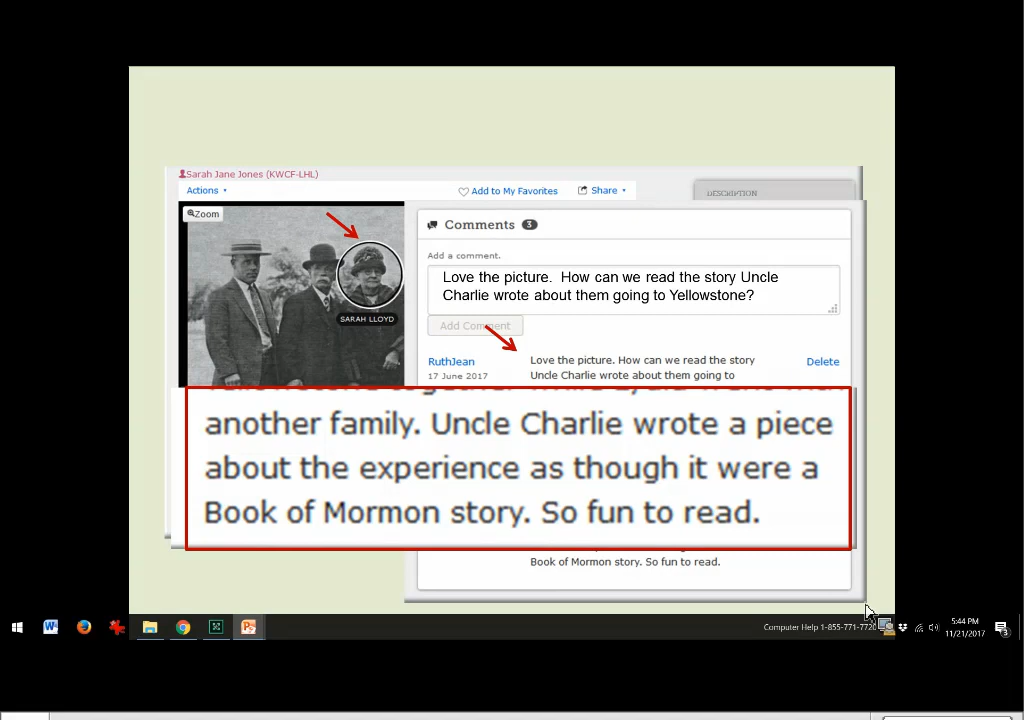 Sarah Jane Jones (KWCF-LHL)
Actions
Add to My Favorites
Share
DESCRIPTION
Zoom
SARAH LLOYD
Comments 3
Add a comment.
Love the picture. How can we read the story Uncle
Charlie wrote about them going to Yellowstone?
Add Comment
RuthJean
17 June 2017
Love the picture. How can we read the story
Uncle Charlie wrote about them going to
Delete
another family. Uncle Charlie wrote a piece
about the experience as though it were a
Book of Mormon story. So fun to read.
Book of Mormon story. So fun to read.
Computer Help 1-855-771-7720
5:44 PM
11/21/2017
3